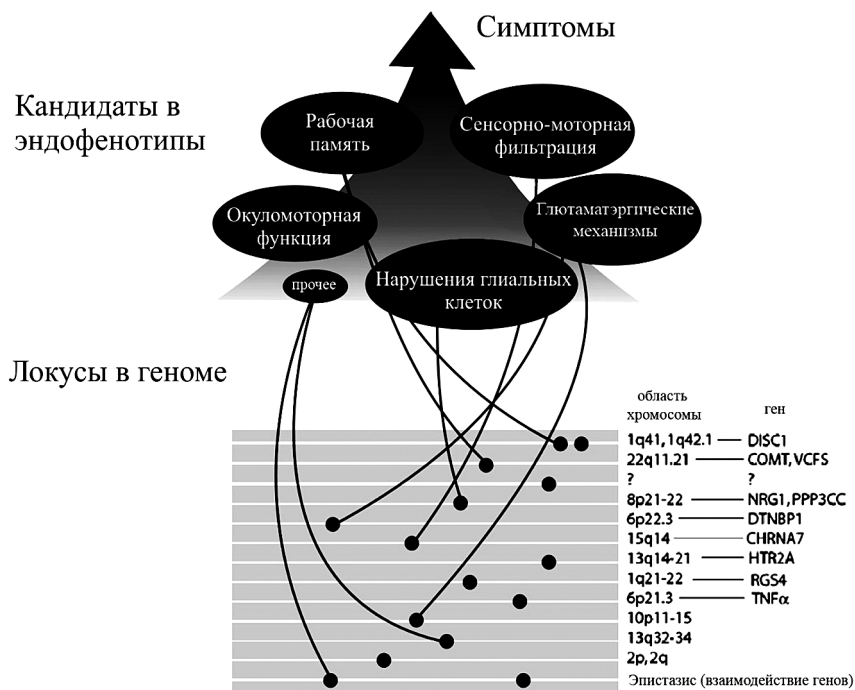 Симптомы
Кандидаты в
эндофенотипы
Рабочая
память
Сенсорно-моторная
фильтрация
Окуломоторная
функция
Глютаматэргические
механизмы
прочее
Нарушения глиальных
клеток
Локусы в геноме
область
хромосомы
ген
1q41, 1q42.1 DISC1
22q11.21 COMT, VCFS
? ?
8p21-22 NRG1, PPP3CC
6p22.3 DTNBP1
15q14 CHRNA7
13q14-21 HTR2A
1q21-22 RGS4
6p21.3 TNFα
10p11-15
13q32-34
2p, 2q
Эпистазис (взаимодействие генов)